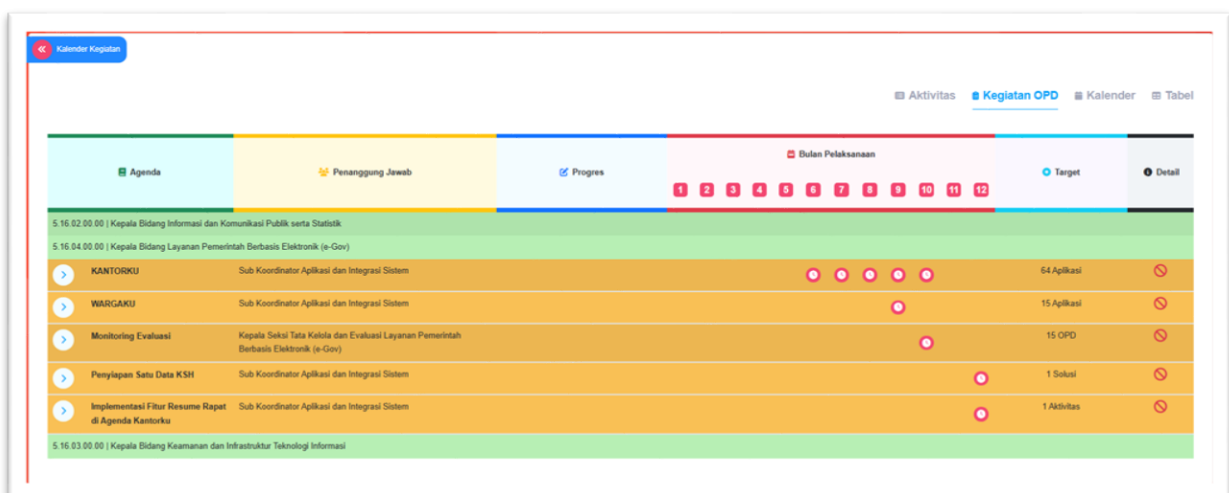 Kalender Kegiatan
Aktivitas Kegiatan OPD Kalender Tabel
Agenda Penanggung Jawab Progres Bulan Pelaksanaan Target Detail
1 2 3 4 5 6 7 8 9 10 11 12
5.16.02.00.00 | Kepala Bidang Informasi dan Komunikasi Publik serta Statistik
5.16.04.00.00 | Kepala Bidang Layanan Pemerintah Berbasis Elektronik (e-Gov)
KANTORKU Sub Koordinator Aplikasi dan Integrasi Sistem 64 Aplikasi
WARGAKU Sub Koordinator Aplikasi dan Integrasi Sistem 15 Aplikasi
Monitoring Evaluasi Kepala Seksi Tata Kelola dan Evaluasi Layanan Pemerintah 15 OPD
Berbasis Elektronik (e-Gov)
Penyiapan Satu Data KSH Sub Koordinator Aplikasi dan Integrasi Sistem 1 Solusi
Implementasi Fitur Resume Rapat Sub Koordinator Aplikasi dan Integrasi Sistem 1 Aktivitas
di Agenda Kantorku
5.16.03.00.00 | Kepala Bidang Keamanan dan Infrastruktur Teknologi Informasi